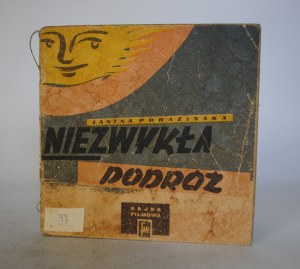 JANINA PORAZIŃSKA
NIEZWYKŁA
PODRÓŻ
BAJKA
FILMOWA